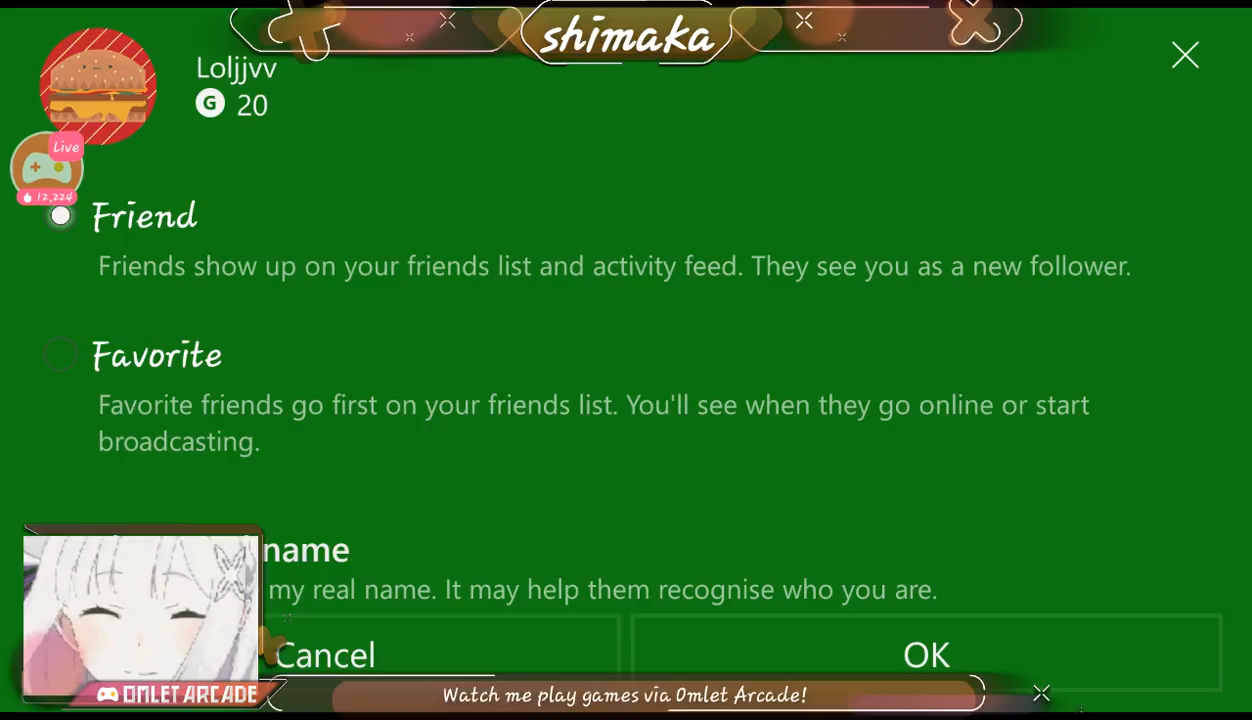 shimaka
Loljjvv
G 20
Live
12,224
Friend
Friends show up on your friends list and activity feed. They see you as a new follower.
Favorite
Favorite friends go first on your friends list. You'll see when they go online or start
broadcasting.
name
my real name. It may help them recognise who you are.
Cancel
OK
OMLET ARCADE
Watch me play games via Omlet Arcade!